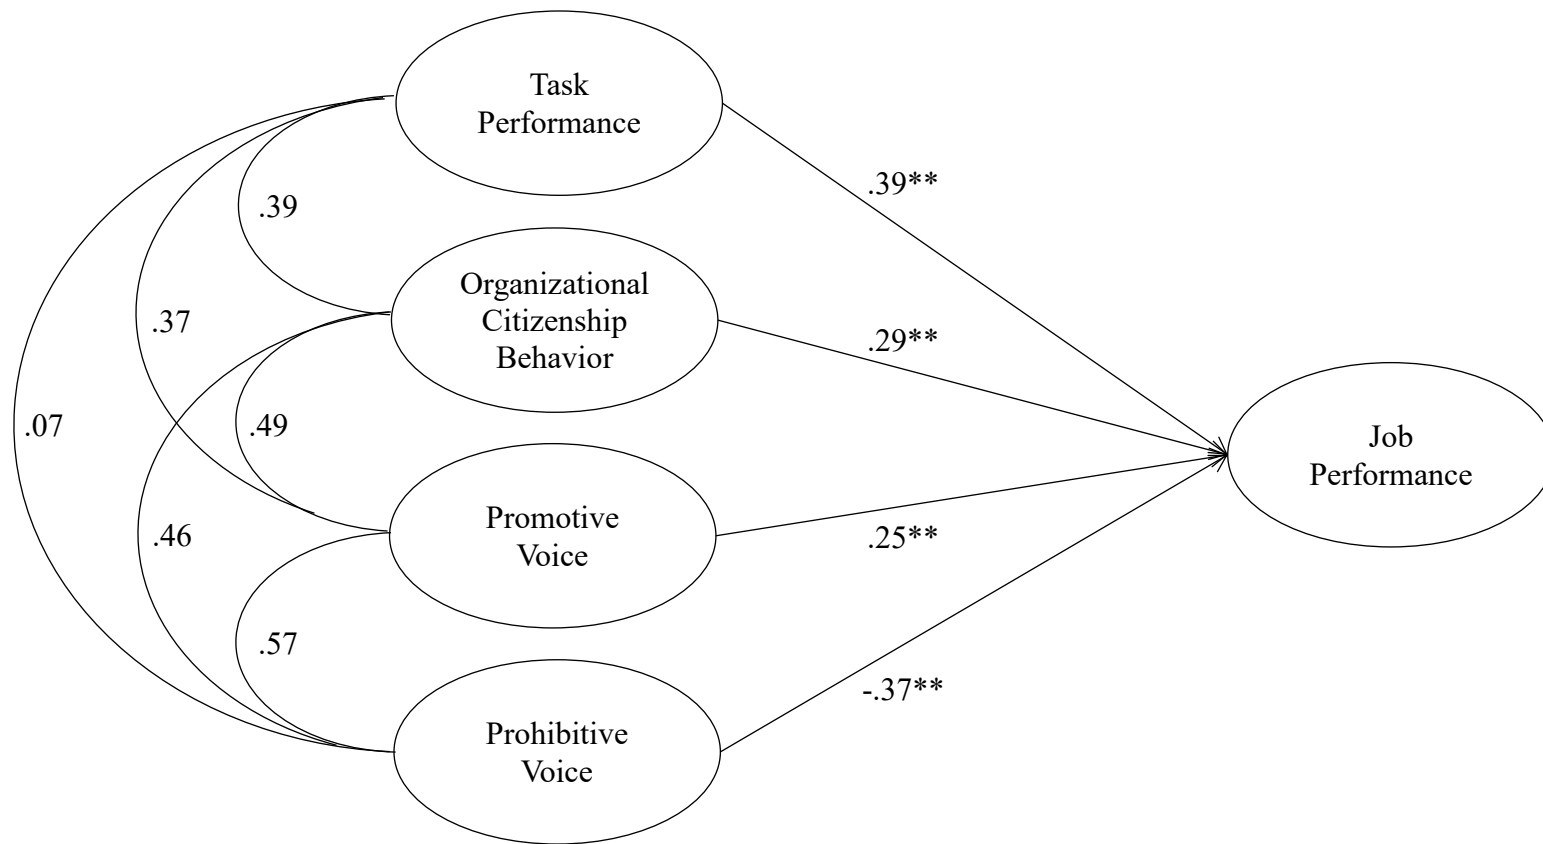 Task
Performance
.39**
.39
Organizational
Citizenship
Behavior
.37
.29**
.07
.49
Job
Performance
Promotive
Voice
.46
.25**
.57
-.37**
Prohibitive
Voice